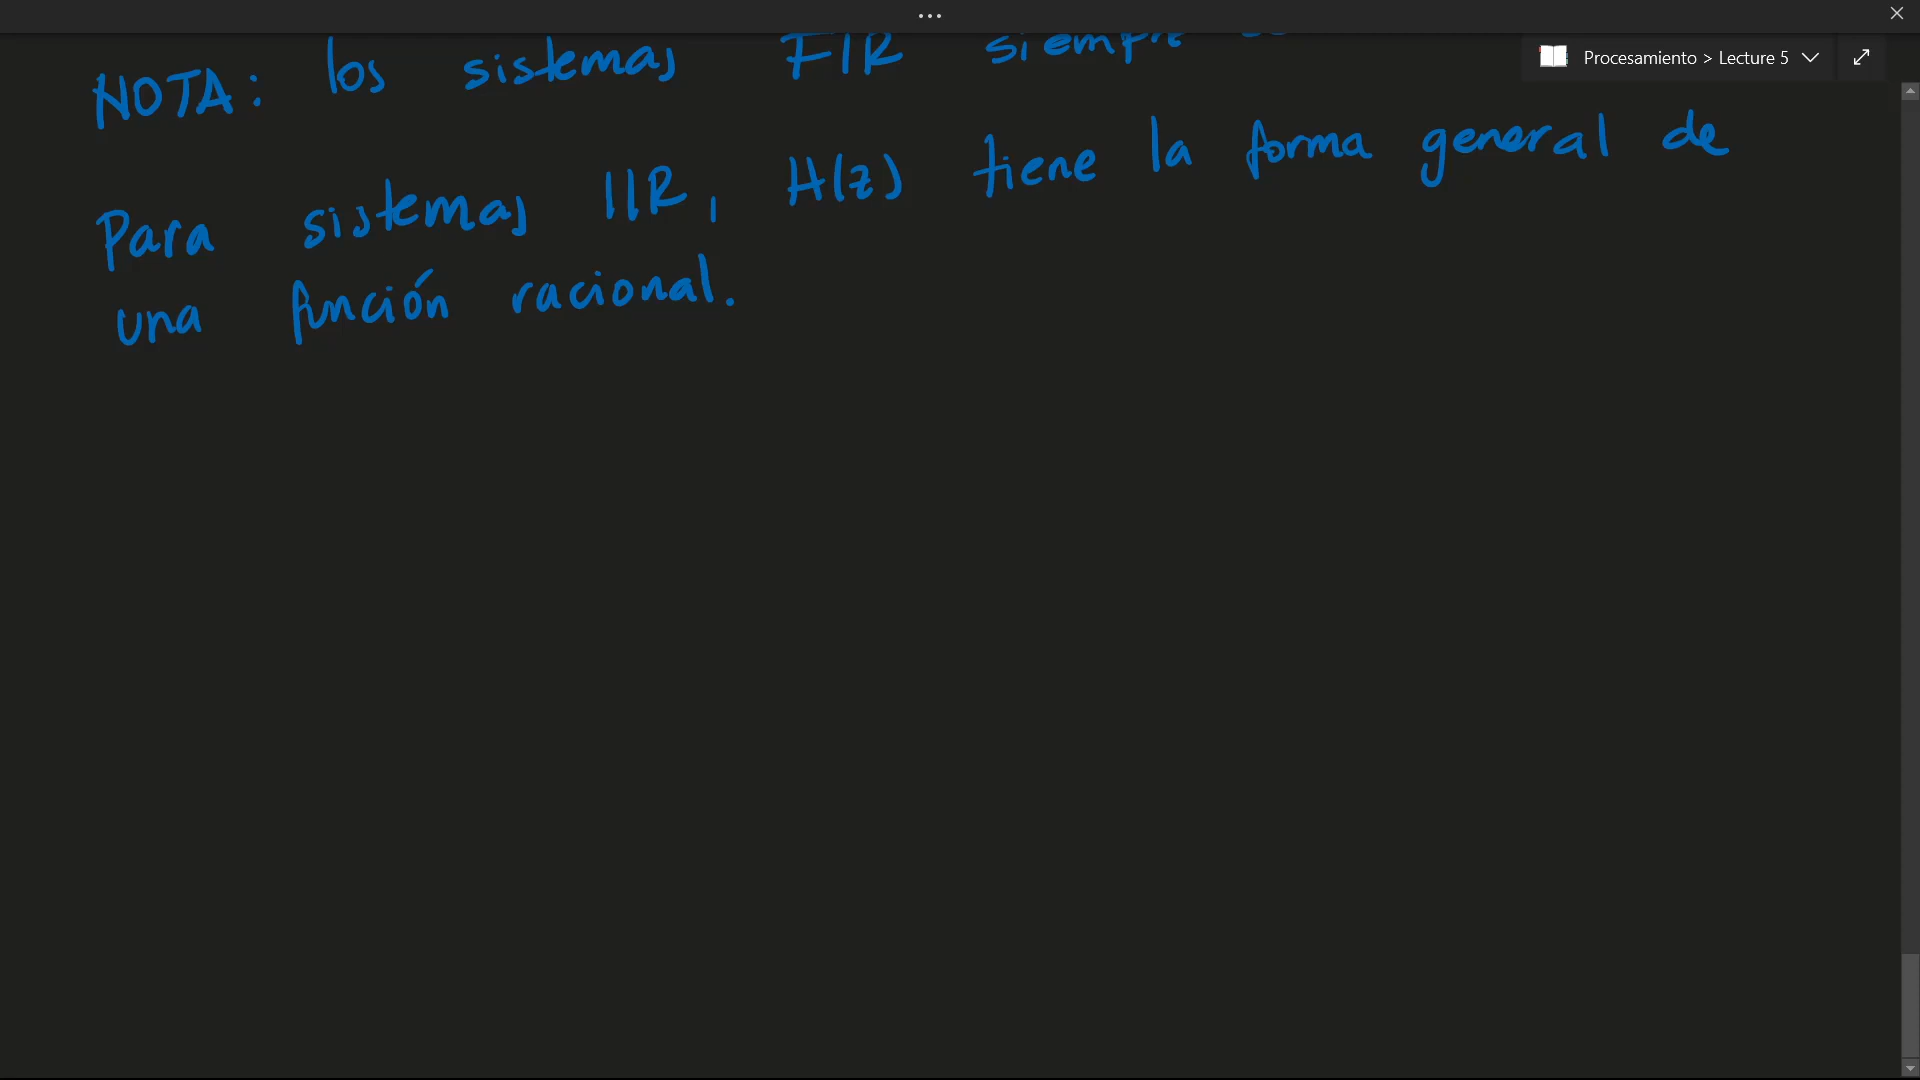 NOTA: los sistemas FIR siempre
Procesamiento > Lecture 5
Para sistemas IIR, H(z) tiene la forma general de
una función racional.